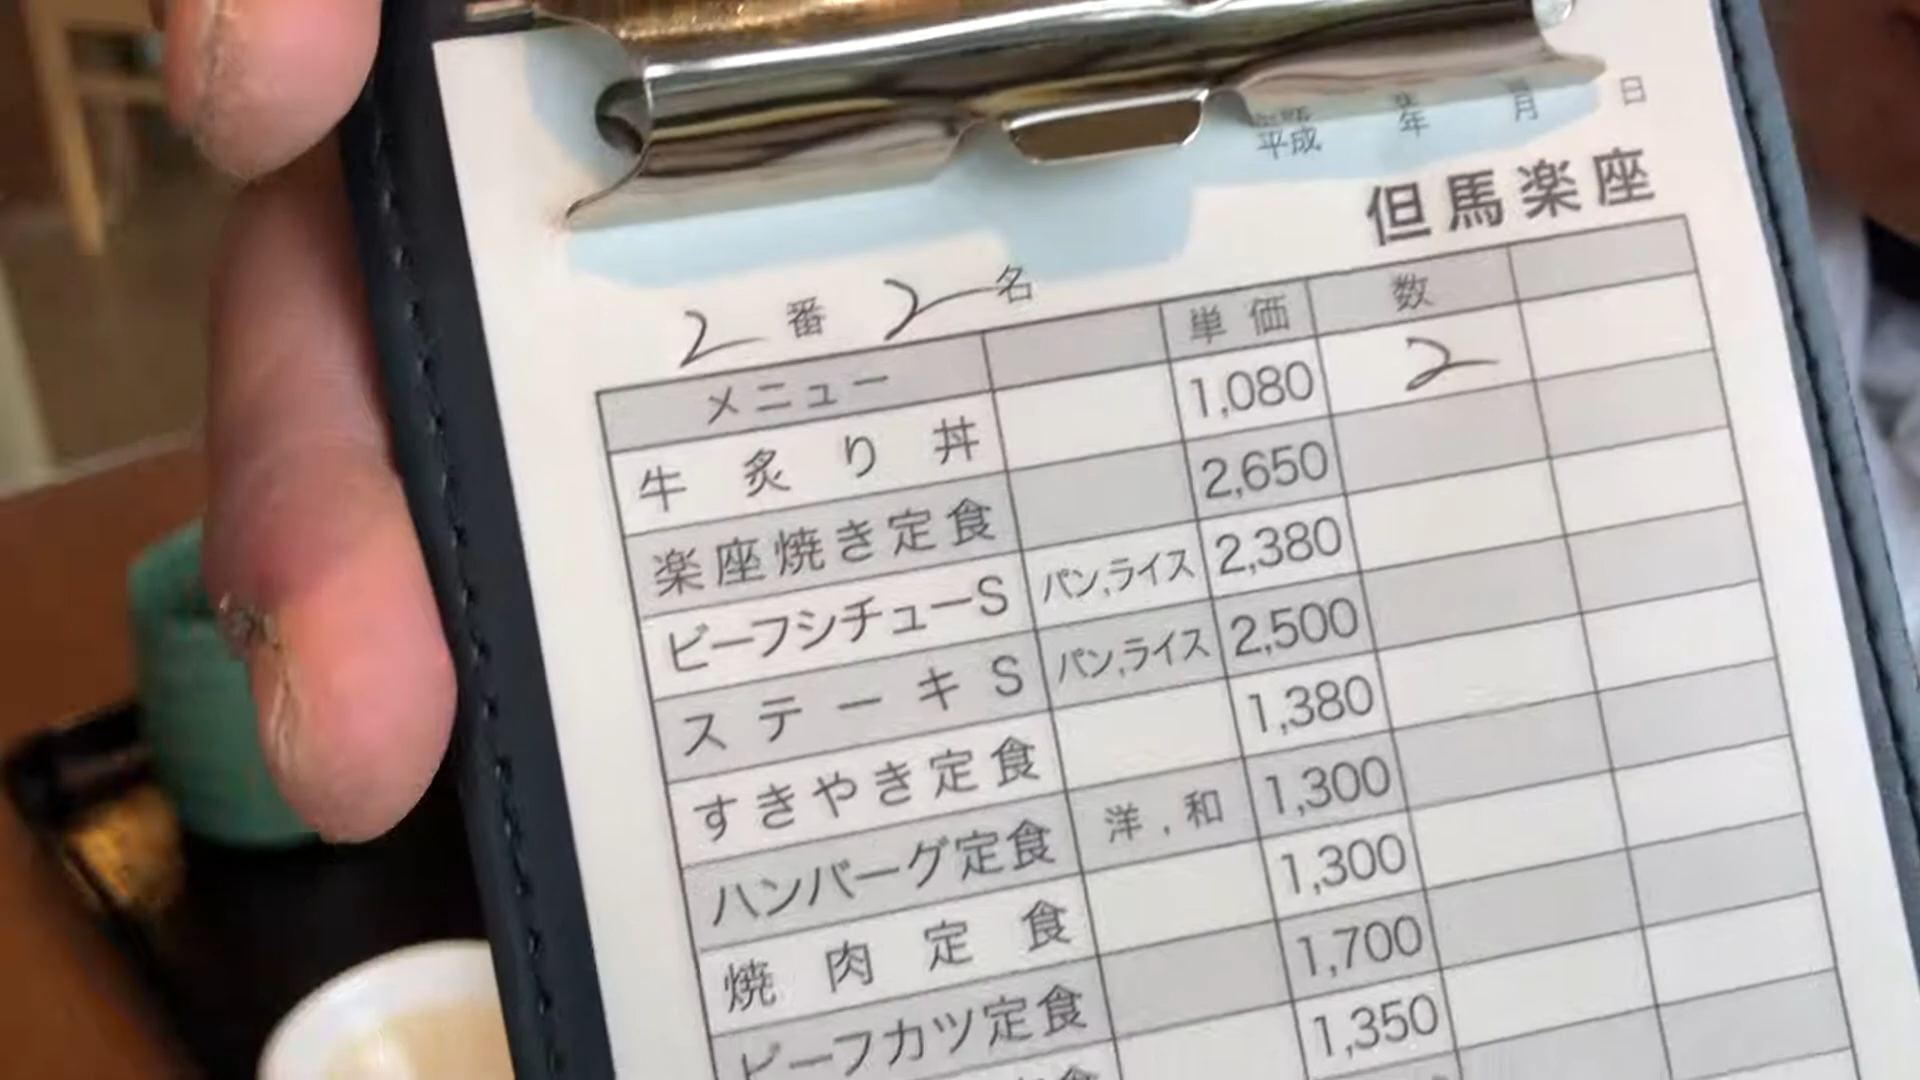 平成 年 月 日
但馬楽座
2番 2名
メニュー 単価 数
牛炙り丼 1,080 2
楽座焼き定食 2,650
ビーフシチューS パン,ライス 2,380
ステーキS パン,ライス 2,500
すきやき定食 1,380
ハンバーグ定食 洋,和 1,300
焼肉定食 1,300
ビーフカツ定食 1,700
1,350